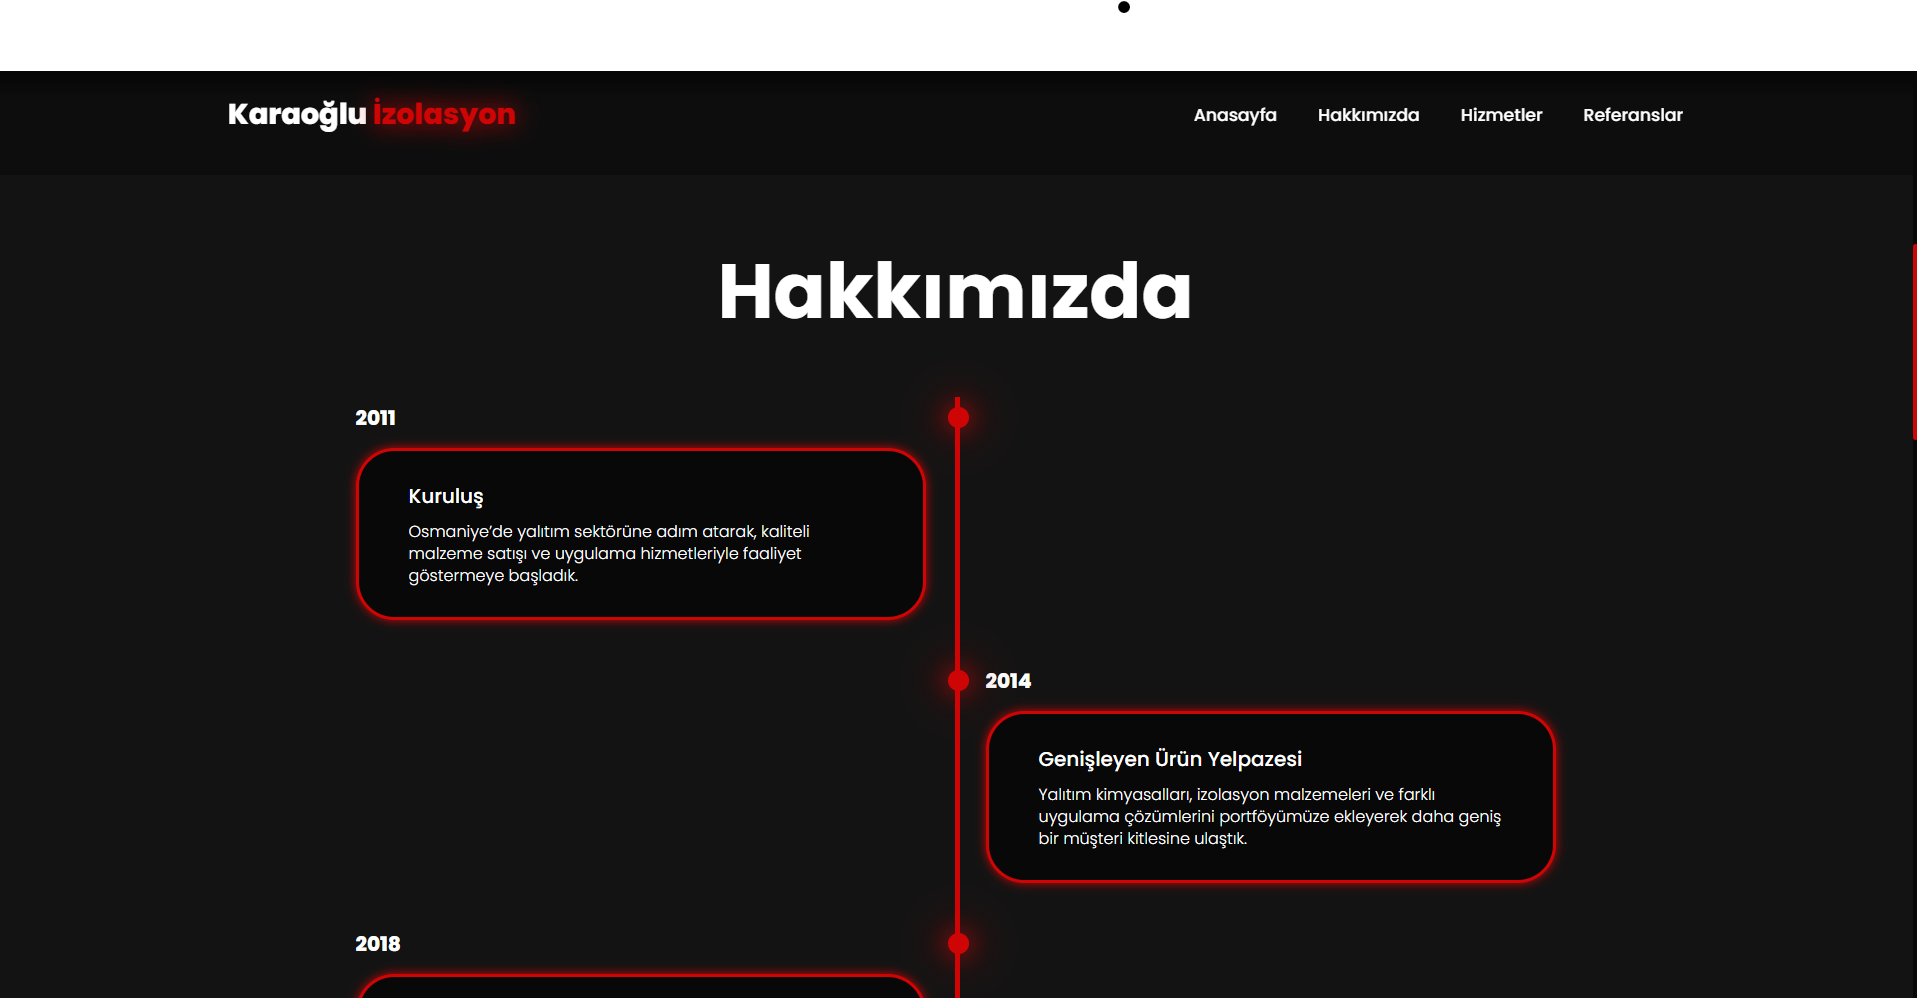 Karaoğlu İzolasyon
Anasayfa Hakkımızda Hizmetler Referanslar
Hakkımızda
2011
Kuruluş
Osmaniye’de yalıtım sektörüne adım atarak, kaliteli
malzeme satışı ve uygulama hizmetleriyle faaliyet
göstermeye başladık.
2014
Genişleyen Ürün Yelpazesi
Yalıtım kimyasalları, izolasyon malzemeleri ve farklı
uygulama çözümlerini portföyümüze ekleyerek daha geniş
bir müşteri kitlesine ulaştık.
2018